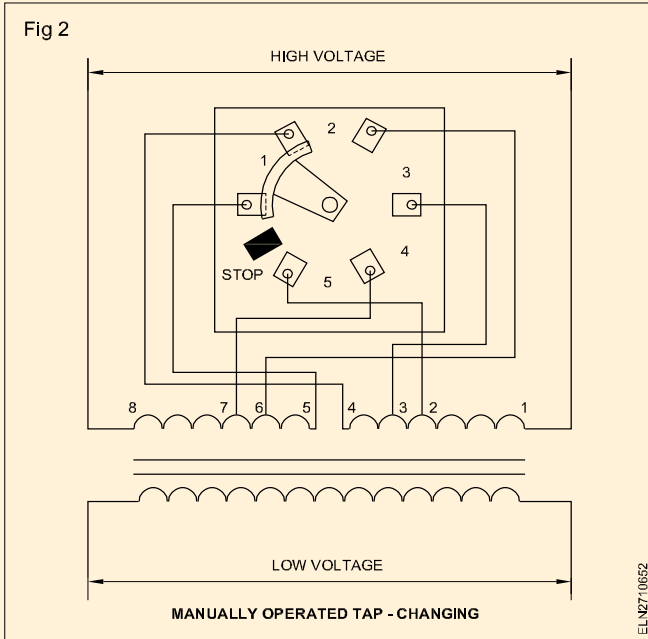 Fig 2
HIGH VOLTAGE
2
1
3
4
STOP
5
8
7
6
5
4
3
2
1
LOW VOLTAGE
MANUALLY OPERATED TAP - CHANGING
ELN2710652